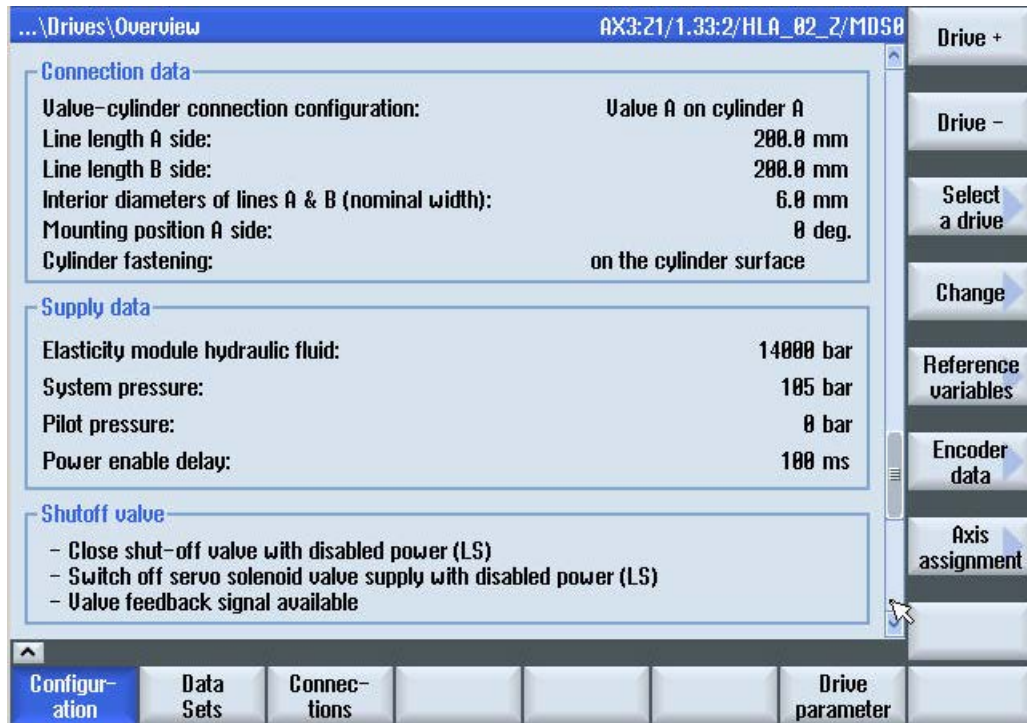 ...\Drives\Overview AX3:Z1/1.33:2/HLA_02_Z/MDS0
Connection data
Valve-cylinder connection configuration: Valve A on cylinder A
Line length A side: 200.0 mm
Line length B side: 200.0 mm
Interior diameters of lines A & B (nominal width): 6.0 mm
Mounting position A side: 0 deg.
Cylinder fastening: on the cylinder surface
Supply data
Elasticity module hydraulic fluid: 14000 bar
System pressure: 105 bar
Pilot pressure: 0 bar
Power enable delay: 100 ms
Shutoff valve
- Close shut-off valve with disabled power (LS)
- Switch off servo solenoid valve supply with disabled power (LS)
- Valve feedback signal available
Drive +
Drive -
Select
a drive
Change
Reference
variables
Encoder
data
Axis
assignment
Configur-
ation
Data
Sets
Connec-
tions
Drive
parameter